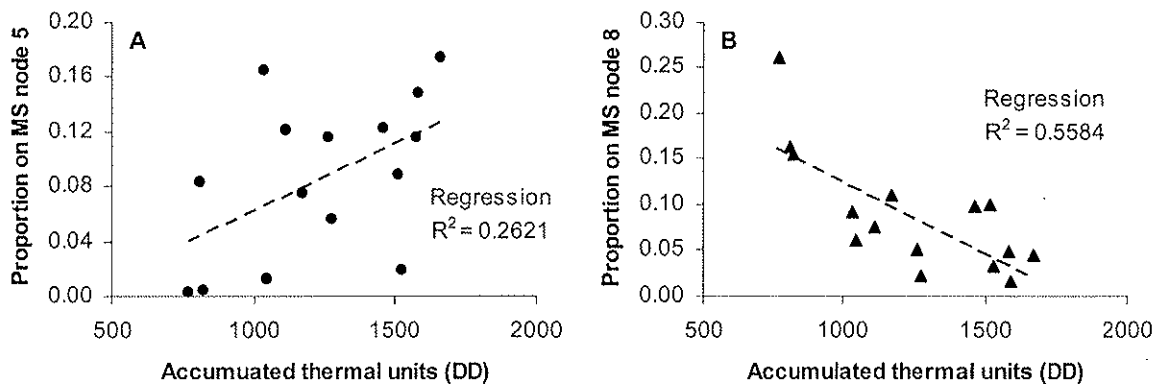 A
Proportion on MS node 5
0.20
0.16
0.12
0.08
0.04
0.00
500 1000 1500 2000
Accumuated thermal units (DD)
Regression
R² = 0.2621
B
Proportion on MS node 8
0.30
0.25
0.20
0.15
0.10
0.05
0.00
500 1000 1500 2000
Accumulated thermal units (DD)
Regression
R² = 0.5584